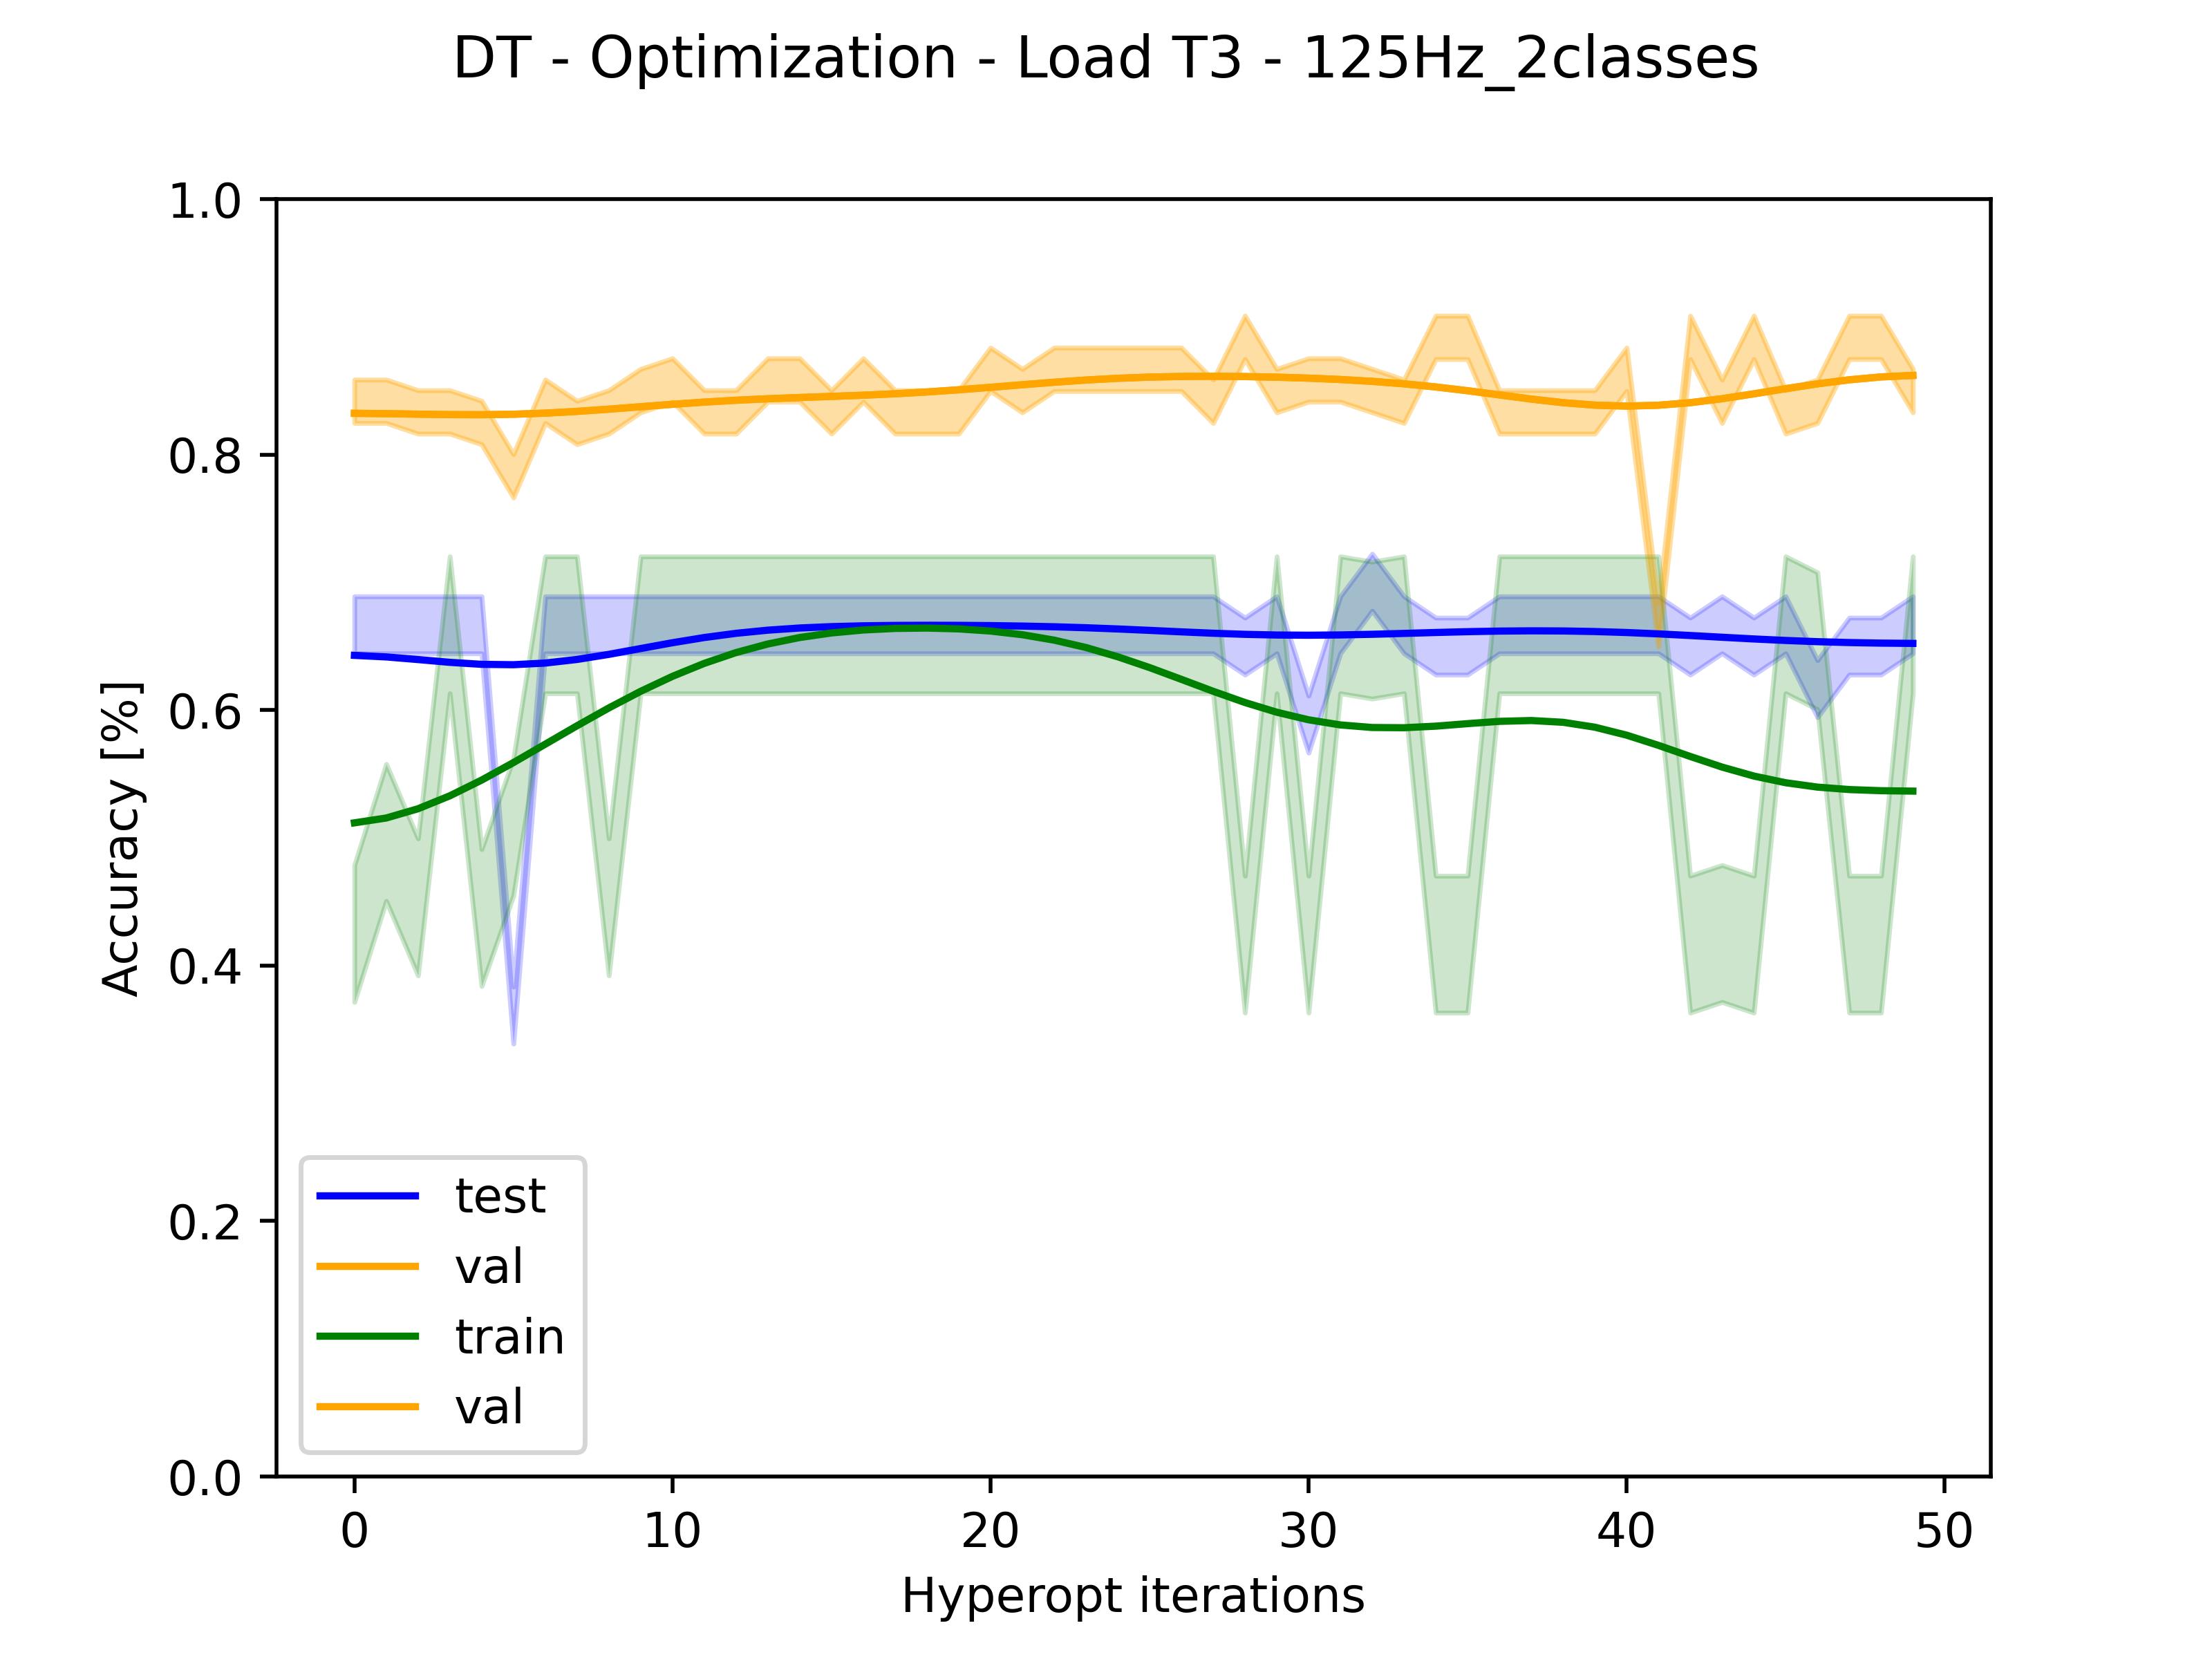 DT - Optimization - Load T3 - 125Hz_2classes
1.0
0.8
0.6
0.4
0.2
0.0
Accuracy [%]
test
val
train
val
0 10 20 30 40 50
Hyperopt iterations